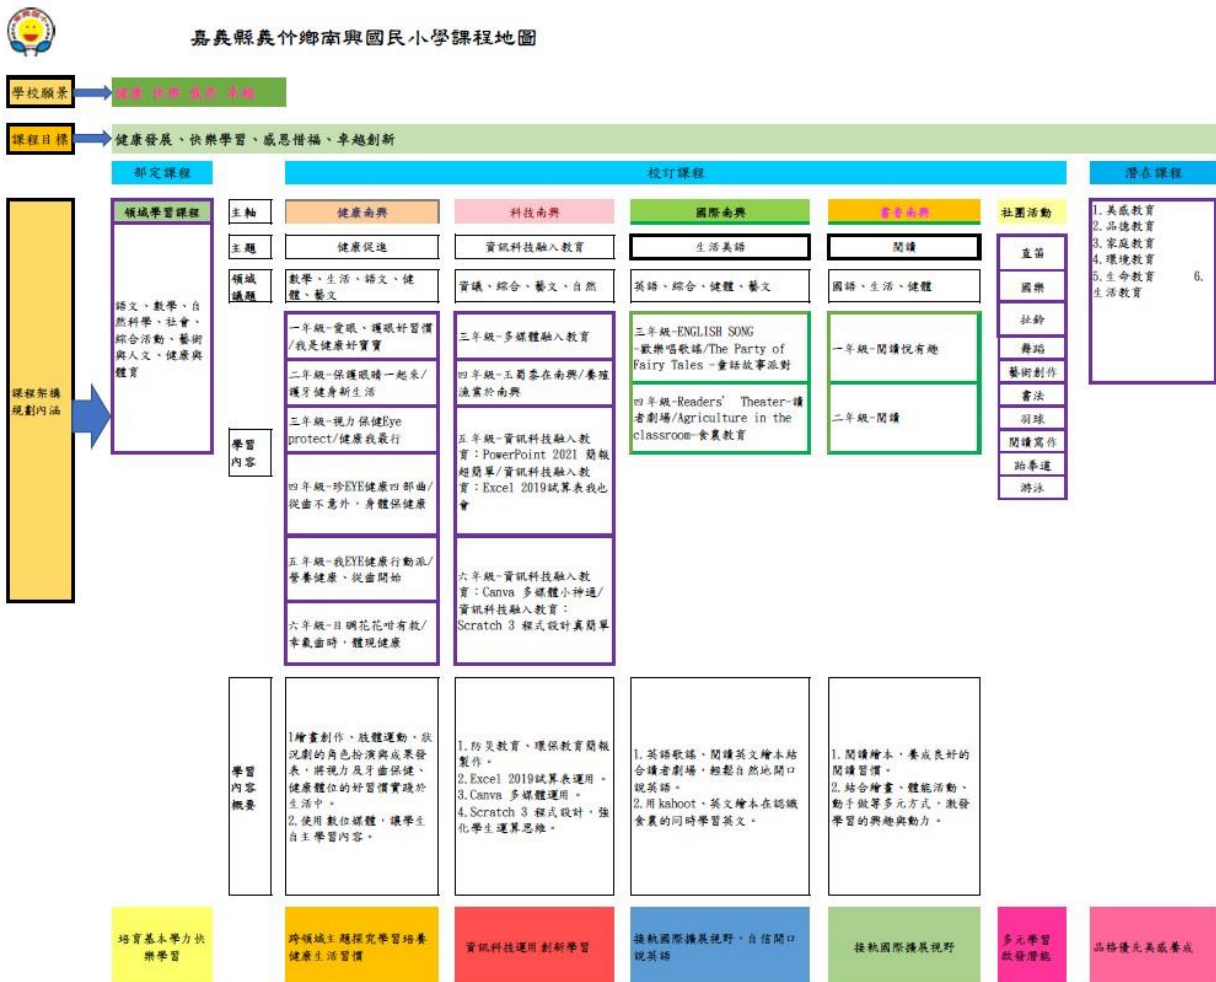 嘉義縣義竹鄉南興國民小學課程地圖
學校願景
健康 快樂 感恩 卓越
課程目標
健康發展、快樂學習、感恩惜福、卓越創新
部定課程
校訂課程
潛在課程
課程架構
規劃內涵
領域學習課程
語文、數學、自
然科學、社會、
綜合活動、藝術
與人文、健康與
體育
主軸
健康南興
科技南興
國際南興
書香南興
社團活動
主題
健康促進
資訊科技融入教育
生活美語
閱讀
領域
議題
數學、生活、語文、健
體、藝文
資議、綜合、藝文、自然
英語、綜合、健體、藝文
國語、生活、健體
學習
內容
一年級-愛眼、護眼好習慣
/我是健康好寶寶
二年級-保護眼睛一起來/
護牙健身新生活
三年級-視力保健Eye
protect/健康我最行
四年級-珍EYE健康四部曲/
從齒不意外，身體保健康
五年級-我EYE健康行動派/
營養健康、從齒開始
六年級-目睭花花咁有救/
幸氟齒時，體現健康
三年級-多媒體融入教育
四年級-玉蜀黍在南興/養殖
漁業於南興
五年級-資訊科技融入教
育：PowerPoint 2021 簡報
超簡單/資訊科技融入教
育：Excel 2019試算表我也
會
六年級-資訊科技融入教
育：Canva 多媒體小神通/
資訊科技融入教育：
Scratch 3 程式設計真簡單
三年級-ENGLISH SONG
-歡樂唱歌謠/The Party of
Fairy Tales -童話故事派對
四年級-Readers' Theater-讀
者劇場/Agriculture in the
classroom-食農教育
一年級-閱讀悅有趣
二年級-閱讀
直笛
國樂
扯鈴
舞蹈
藝術創作
書法
羽球
閱讀寫作
跆拳道
游泳
1.美感教育
2.品德教育
3.家庭教育
4.環境教育
5.生命教育 6.
生活教育
學習
內容
概要
1繪畫創作、肢體運動、狀
況劇的角色扮演與成果發
表，將視力及牙齒保健、
健康體位的好習慣實踐於
生活中。
2.使用數位媒體，讓學生
自主學習內容。
1.防災教育、環保教育簡報
製作。
2.Excel 2019試算表運用。
3.Canva 多媒體運用。
4.Scratch 3 程式設計，強
化學生運算思維。
1.英語歌謠、閱讀英文繪本結
合讀者劇場，輕鬆自然地開口
說英語。
2.用kahoot、英文繪本在認識
食農的同時學習英文。
1.閱讀繪本，養成良好的
閱讀習慣。
2.結合繪畫、體能活動、
動手做等多元方式，激發
學習的興趣與動力。
培育基本學力快
樂學習
跨領域主題探究學習培養
健康生活習慣
資訊科技運用創新學習
接軌國際擴展視野，自信開口
說英語
接軌國際擴展視野
多元學習
啟發潛能
品格優先美感養成